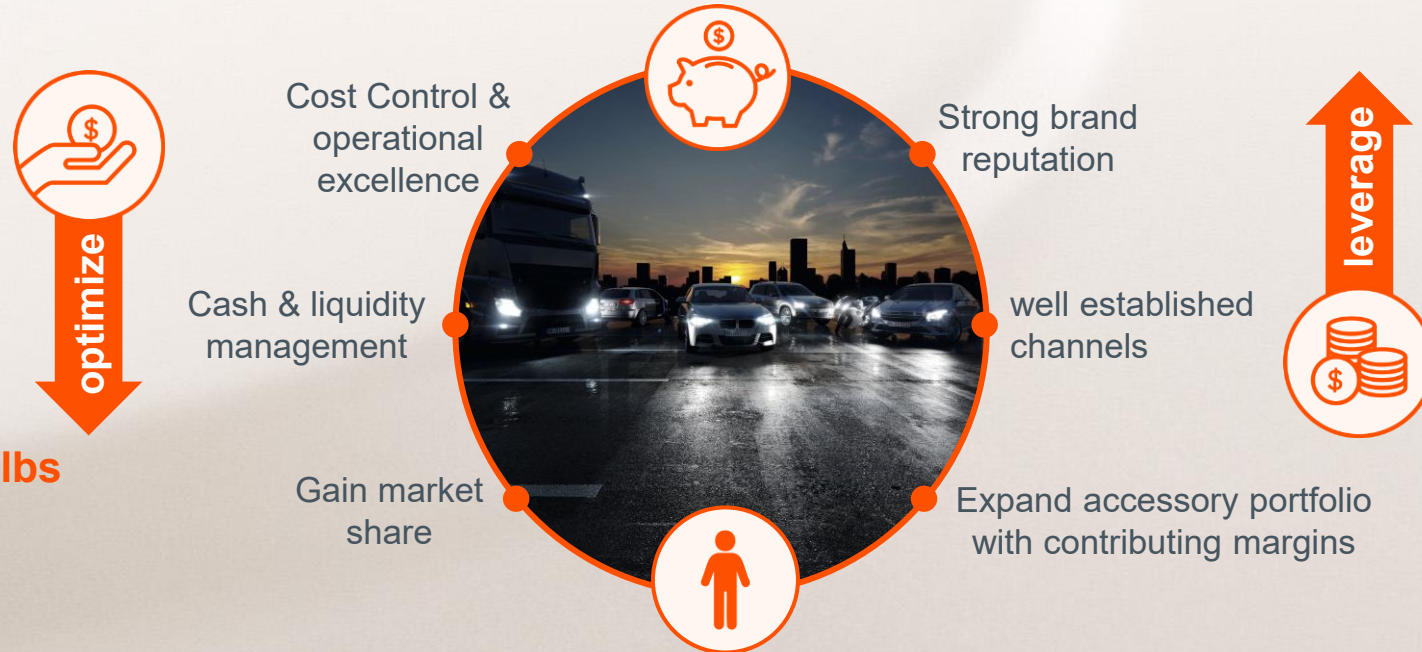 optimize
lbs
Cost Control &
operational
excellence
Cash & liquidity
management
Gain market
share
$
$
Strong brand
reputation
well established
channels
Expand accessory portfolio
with contributing margins
leverage
$